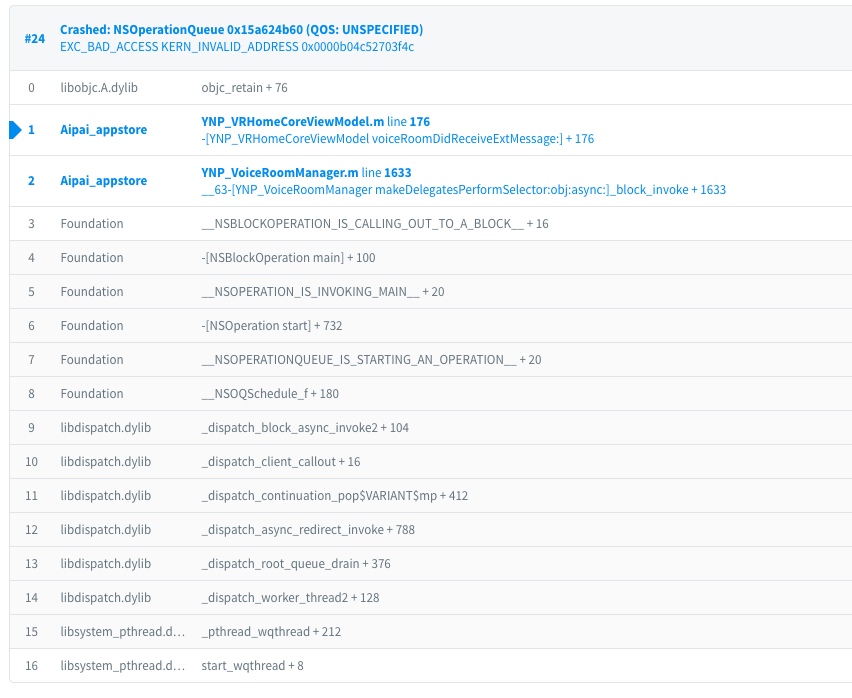 #24 Crashed: NSOperationQueue 0x15a624b60 (QOS: UNSPECIFIED)
EXC_BAD_ACCESS KERN_INVALID_ADDRESS 0x0000b04c52703f4c
0 libobjc.A.dylib objc_retain + 76
1 Aipai_appstore YNP_VRHomeCoreViewModel.m line 176
-[YNP_VRHomeCoreViewModel voiceRoomDidReceiveExtMessage:] + 176
2 Aipai_appstore YNP_VoiceRoomManager.m line 1633
__63-[YNP_VoiceRoomManager makeDelegatesPerformSelector:obj:async:]_block_invoke + 1633
3 Foundation __NSBLOCKOPERATION_IS_CALLING_OUT_TO_A_BLOCK__ + 16
4 Foundation -[NSBlockOperation main] + 100
5 Foundation __NSOPERATION_IS_INVOKING_MAIN__ + 20
6 Foundation -[NSOperation start] + 732
7 Foundation __NSOPERATIONQUEUE_IS_STARTING_AN_OPERATION__ + 20
8 Foundation __NSOQSchedule_f + 180
9 libdispatch.dylib _dispatch_block_async_invoke2 + 104
10 libdispatch.dylib _dispatch_client_callout + 16
11 libdispatch.dylib _dispatch_continuation_pop$VARIANT$mp + 412
12 libdispatch.dylib _dispatch_async_redirect_invoke + 788
13 libdispatch.dylib _dispatch_root_queue_drain + 376
14 libdispatch.dylib _dispatch_worker_thread2 + 128
15 libsystem_pthread.d… _pthread_wqthread + 212
16 libsystem_pthread.d… start_wqthread + 8